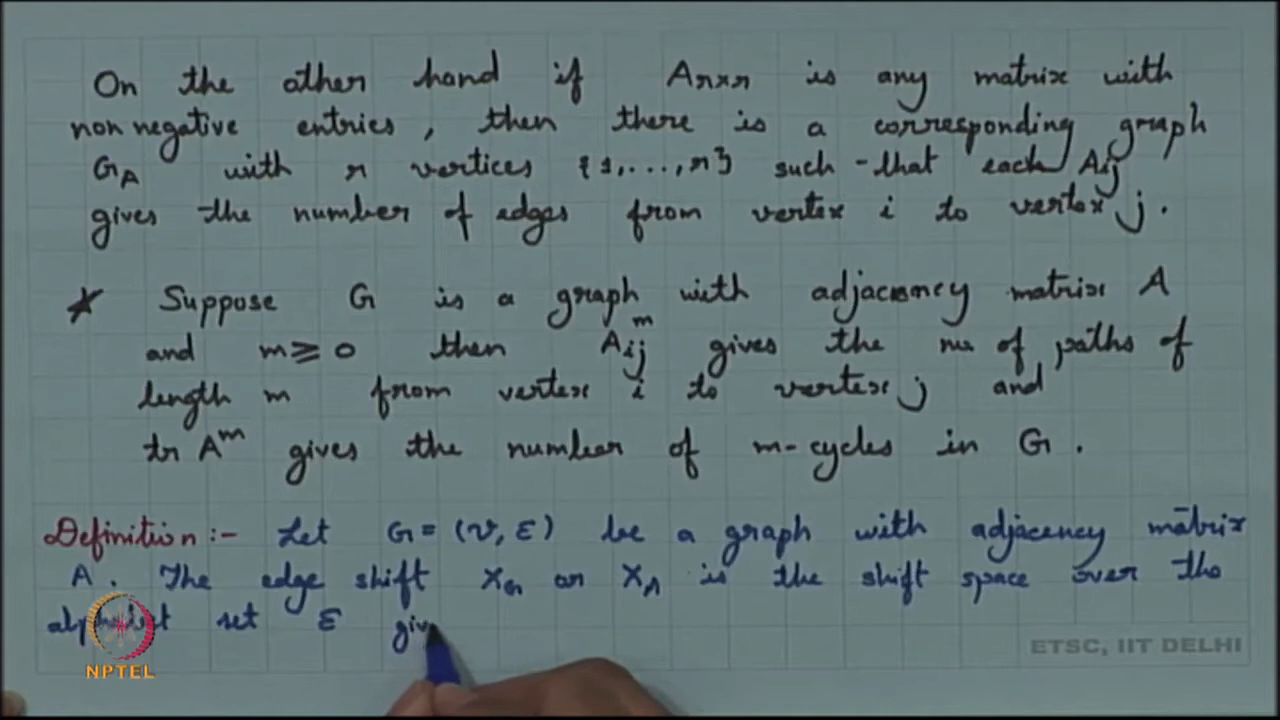 On the other hand if Arxr is any matrix with
non negative entries, then there is a corresponding graph
G_A with r vertices {1,...,r} such that each Aij
gives the number of edges from vertex i to vertex j.
* Suppose G is a graph with adjacency matrix A
and m ≥ 0 then A^m_ij gives the no of paths of
length m from vertex i to vertex j and
tr A^m gives the number of m-cycles in G.
Definition:- Let G = (V, E) be a graph with adjacency matrix
A. The edge shift X_G or X_A is the shift space over the
alphabet set E giv
NPTEL
ETSC, IIT DELHI